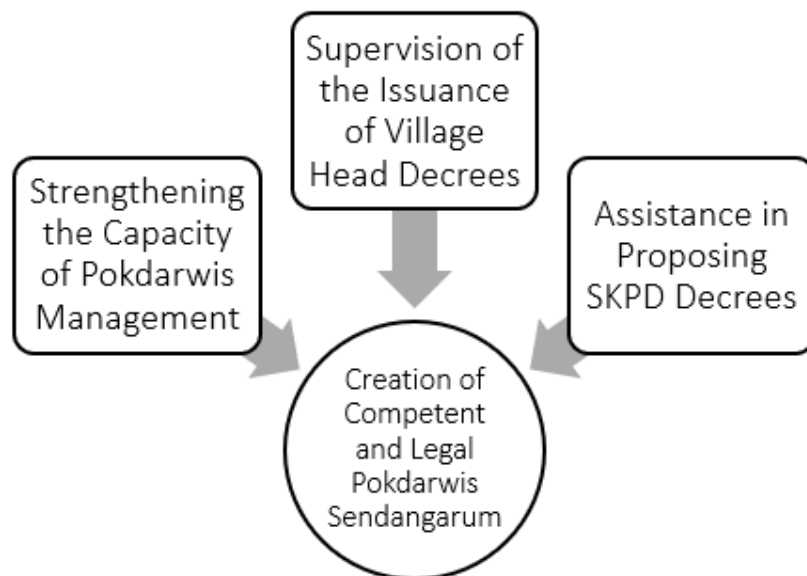 Supervision of
the Issuance
of Village
Head Decrees
Strengthening
the Capacity
of Pokdarwis
Management
Assistance in
Proposing
SKPD Decrees
Creation of
Competent
and Legal
Pokdarwis
Sendangarum